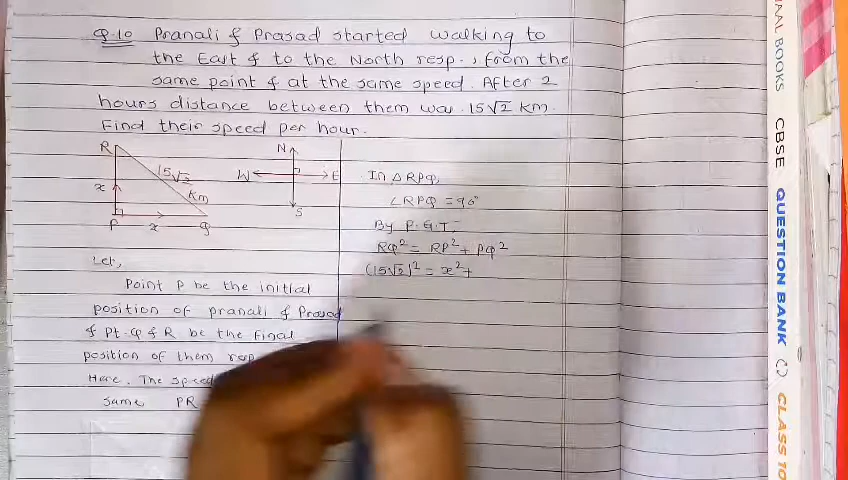 Q.10 Pranali & Prasad started walking to
the East & to the North resp., from the
same point & at the same speed. After 2
hours distance between them was 15√2 km.
Find their speed per hour.
R
15√2
km
x
P x Q
N
W E
S
Let,
Point P be the initial
position of pranali & Prasad
& Pt. Q & R be the final
position of them resp
Here, The speed
same PR
In △RPQ,
∠RPQ = 90°
By P.G.T,
RQ² = RP² + PQ²
(15√2)² = x² +
BOOKS
CBSE
QUESTION BANK
CLASS 10